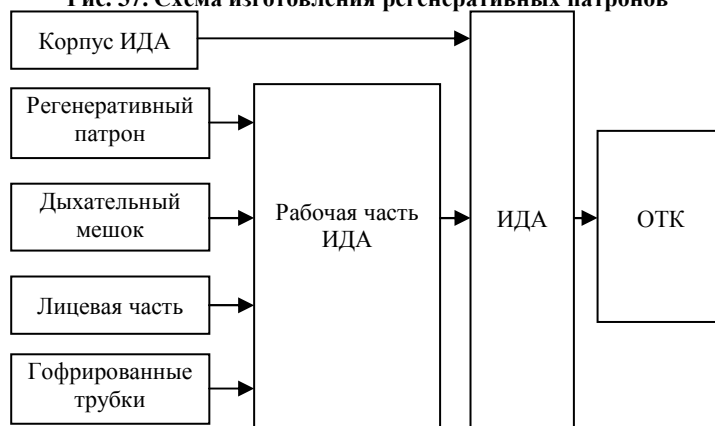 Рис. 37. Схема изготовления регенеративных патронов
Корпус ИДА
Регенеративный
патрон
Дыхательный
мешок
Лицевая часть
Гофрированные
трубки
Рабочая часть
ИДА
ИДА
ОТК